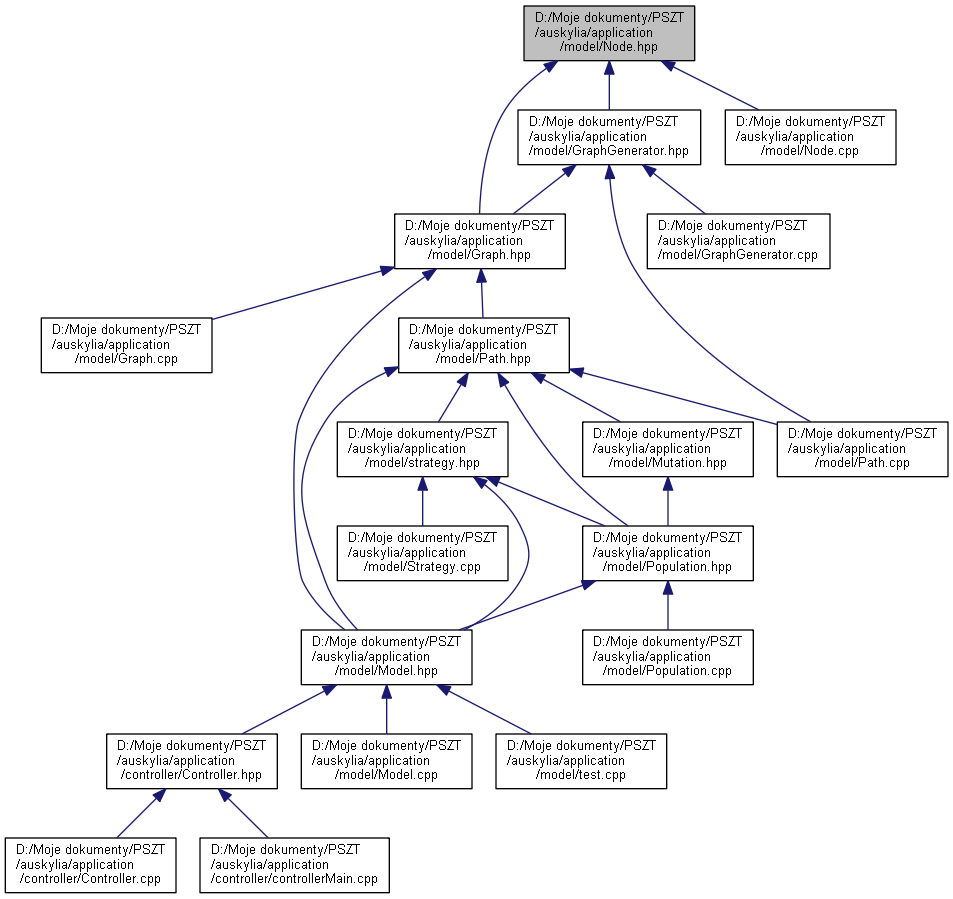 D:/Moje dokumenty/PSZT
/auskylia/application
/model/Node.hpp
D:/Moje dokumenty/PSZT
/auskylia/application
/model/GraphGenerator.hpp
D:/Moje dokumenty/PSZT
/auskylia/application
/model/Node.cpp
D:/Moje dokumenty/PSZT
/auskylia/application
/model/Graph.hpp
D:/Moje dokumenty/PSZT
/auskylia/application
/model/GraphGenerator.cpp
D:/Moje dokumenty/PSZT
/auskylia/application
/model/Graph.cpp
D:/Moje dokumenty/PSZT
/auskylia/application
/model/Path.hpp
D:/Moje dokumenty/PSZT
/auskylia/application
/model/strategy.hpp
D:/Moje dokumenty/PSZT
/auskylia/application
/model/Mutation.hpp
D:/Moje dokumenty/PSZT
/auskylia/application
/model/Path.cpp
D:/Moje dokumenty/PSZT
/auskylia/application
/model/Strategy.cpp
D:/Moje dokumenty/PSZT
/auskylia/application
/model/Population.hpp
D:/Moje dokumenty/PSZT
/auskylia/application
/model/Model.hpp
D:/Moje dokumenty/PSZT
/auskylia/application
/model/Population.cpp
D:/Moje dokumenty/PSZT
/auskylia/application
/controller/Controller.hpp
D:/Moje dokumenty/PSZT
/auskylia/application
/model/Model.cpp
D:/Moje dokumenty/PSZT
/auskylia/application
/model/test.cpp
D:/Moje dokumenty/PSZT
/auskylia/application
/controller/Controller.cpp
D:/Moje dokumenty/PSZT
/auskylia/application
/controller/controllerMain.cpp